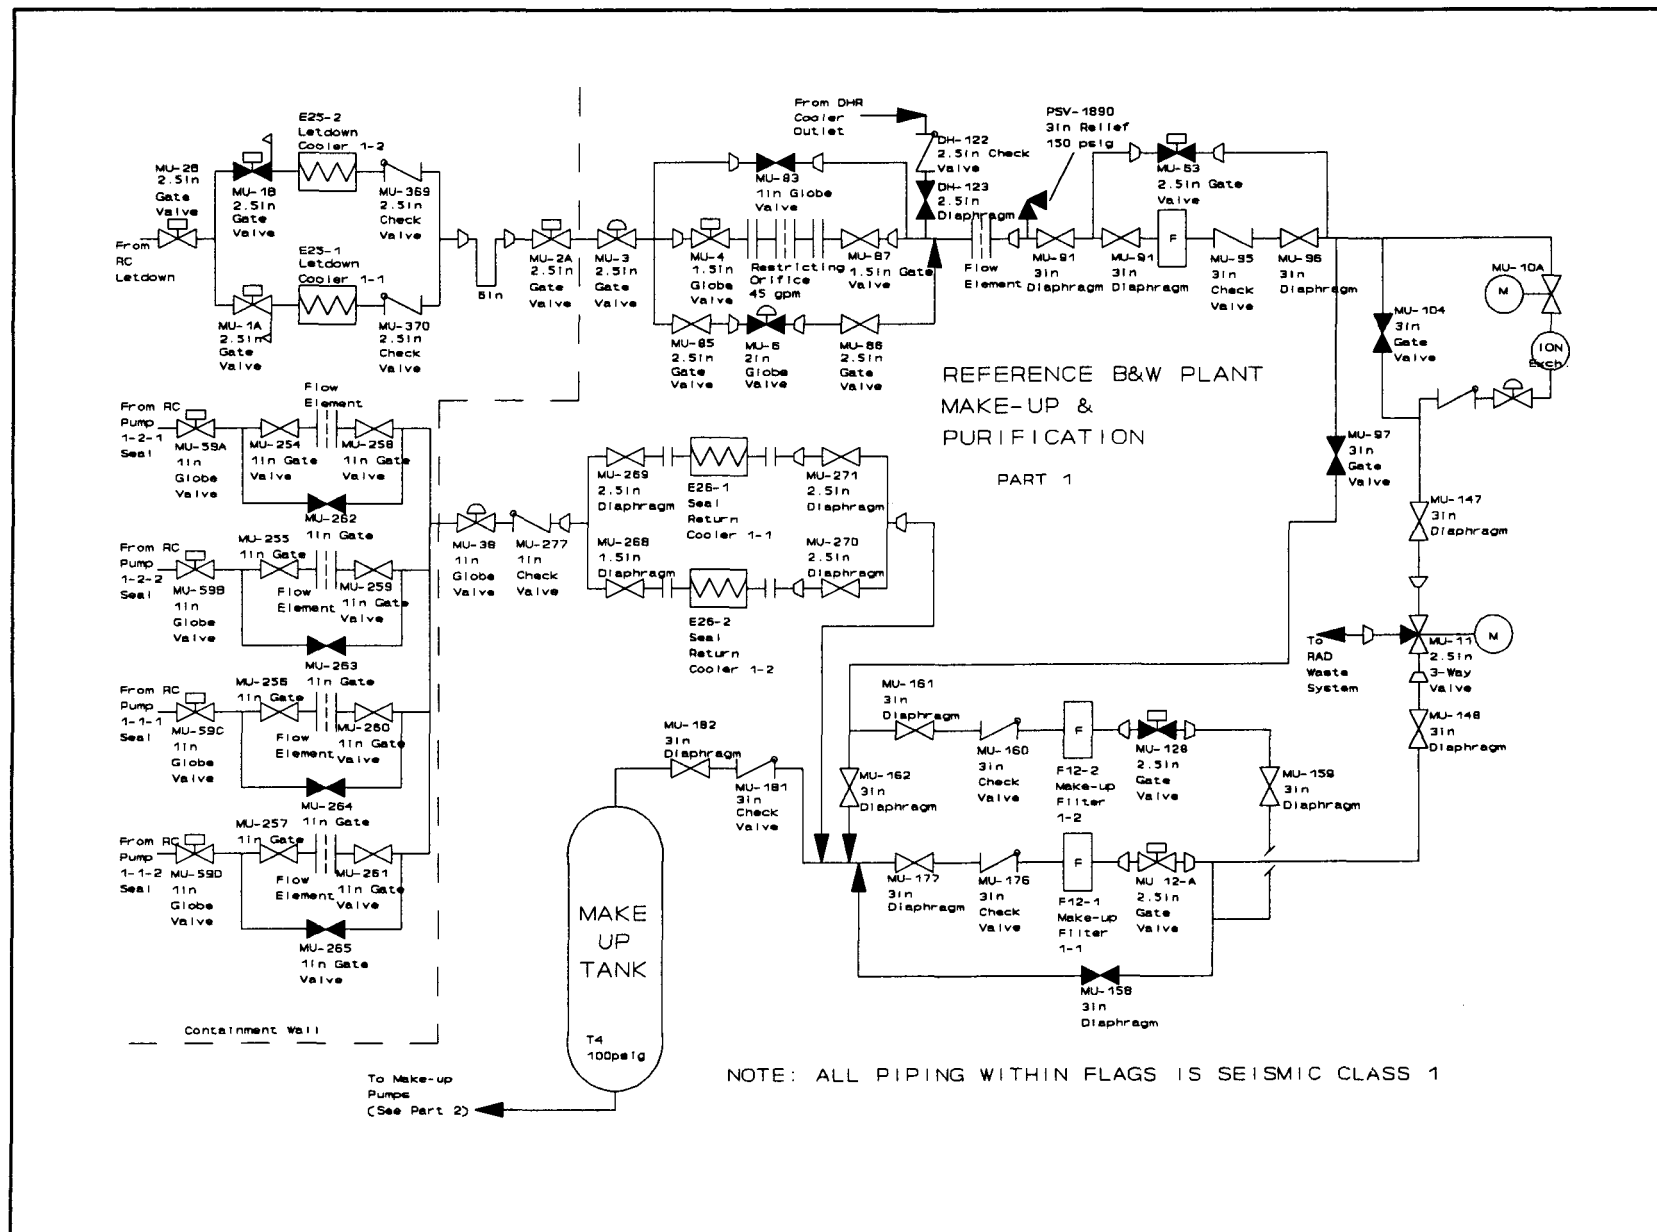 E25-2
Letdown
Cooler 1-2
MU-2B
2.5in
Gate
Valve
MU-1B
2.5in
Gate
Valve
MU-369
2.5in
Check
Valve
From
RC
Letdown
E25-1
Letdown
Cooler 1-1
MU-1A
2.5in
Gate
Valve
MU-370
2.5in
Check
Valve
MU-2A
2.5in
Gate
Valve
MU-3
2.5in
Gate
Valve
MU-83
1in Globe
Valve
MU-4
1.5in
Globe
Valve
Restricting
Orifice
45 gpm
MU-87
1.5in Gate
Valve
MU-85
2.5in
Gate
Valve
MU-6
2in
Globe
Valve
MU-86
2.5in
Gate
Valve
From DHR
Cooler
Outlet
DH-122
2.5in Check
Valve
DH-123
2.5in
Diaphragm
Flow
Element
PSV-1890
3in Relief
150 psig
MU-91
3in
Diaphragm
MU-91
3in
Diaphragm
MU-53
2.5in Gate
Valve
F
MU-95
3in
Check
Valve
MU-96
3in
Diaphragm
MU-10A
M
MU-104
3in
Gate
Valve
ION
Exch.
MU-97
3in
Gate
Valve
MU-147
3in
Diaphragm
To
RAD
Waste
System
MU-11
2.5in
3-Way
Valve
M
MU-148
3in
Diaphragm
REFERENCE B&W PLANT
MAKE-UP &
PURIFICATION
PART 1
From RC
Pump
1-2-1
Seal
MU-59A
1in
Globe
Valve
MU-254
1in Gate
Valve
Flow
Element
MU-258
1in Gate
Valve
MU-262
1in Gate
From RC
Pump
1-2-2
Seal
MU-59B
1in
Globe
Valve
MU-255
1in Gate
Flow
Element
MU-259
1in Gate
Valve
MU-263
1in Gate
From RC
Pump
1-1-1
Seal
MU-59C
1in
Globe
Valve
MU-256
1in Gate
Flow
Element
MU-260
1in Gate
Valve
MU-264
1in Gate
From RC
Pump
1-1-2
Seal
MU-59D
1in
Globe
Valve
MU-257
1in Gate
Flow
Element
MU-261
1in Gate
Valve
MU-265
1in Gate
Valve
Containment Wall
MU-38
1in
Globe
Valve
MU-277
1in
Check
Valve
MU-269
2.5in
Diaphragm
E26-1
Seal
Return
Cooler 1-1
MU-271
2.5in
Diaphragm
MU-268
1.5in
Diaphragm
E26-2
Seal
Return
Cooler 1-2
MU-270
2.5in
Diaphragm
MU-161
3in
Diaphragm
MU-160
3in
Check
Valve
F
F12-2
Make-up
Filter
1-2
MU-128
2.5in
Gate
Valve
MU-159
3in
Diaphragm
MU-162
3in
Diaphragm
MU-182
3in
Diaphragm
MU-181
3in
Check
Valve
MU-177
3in
Diaphragm
MU-176
3in
Check
Valve
F
F12-1
Make-up
Filter
1-1
MU 12-A
2.5in
Gate
Valve
MU-158
3in
Diaphragm
MAKE
UP
TANK
T4
100psig
To Make-up
Pumps
(See Part 2)
NOTE: ALL PIPING WITHIN FLAGS IS SEISMIC CLASS 1